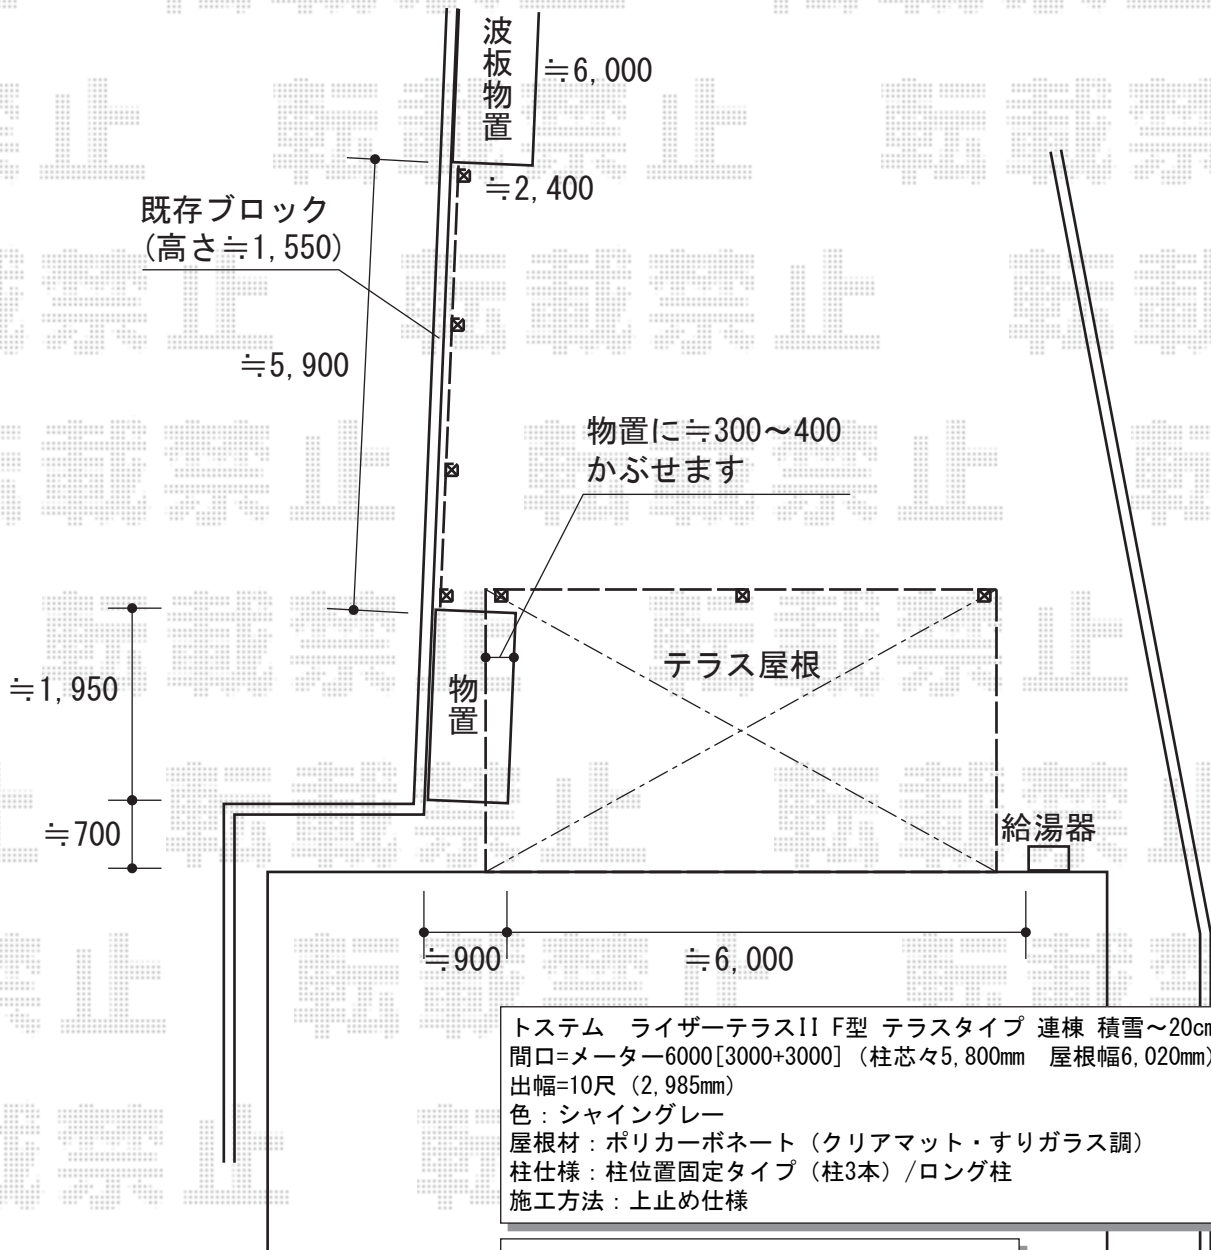 波板物置
≒6,000
≒2,400
既存ブロック
(高さ≒1,550)
≒5,900
物置に≒300～400
かぶせます
テラス屋根
≒1,950
物置
≒700
給湯器
≒900
≒6,000
トステム　ライザーテラスII F型 テラスタイプ 連棟 積雪～20cm
間口=メーター6000[3000+3000]（柱芯々5,800mm　屋根幅6,020mm）
出幅=10尺（2,985mm）
色：シャイングレー
屋根材：ポリカーボネート（クリアマット・すりガラス調）
柱仕様：柱位置固定タイプ（柱3本）/ロング柱
施工方法：上止め仕様
転載禁止